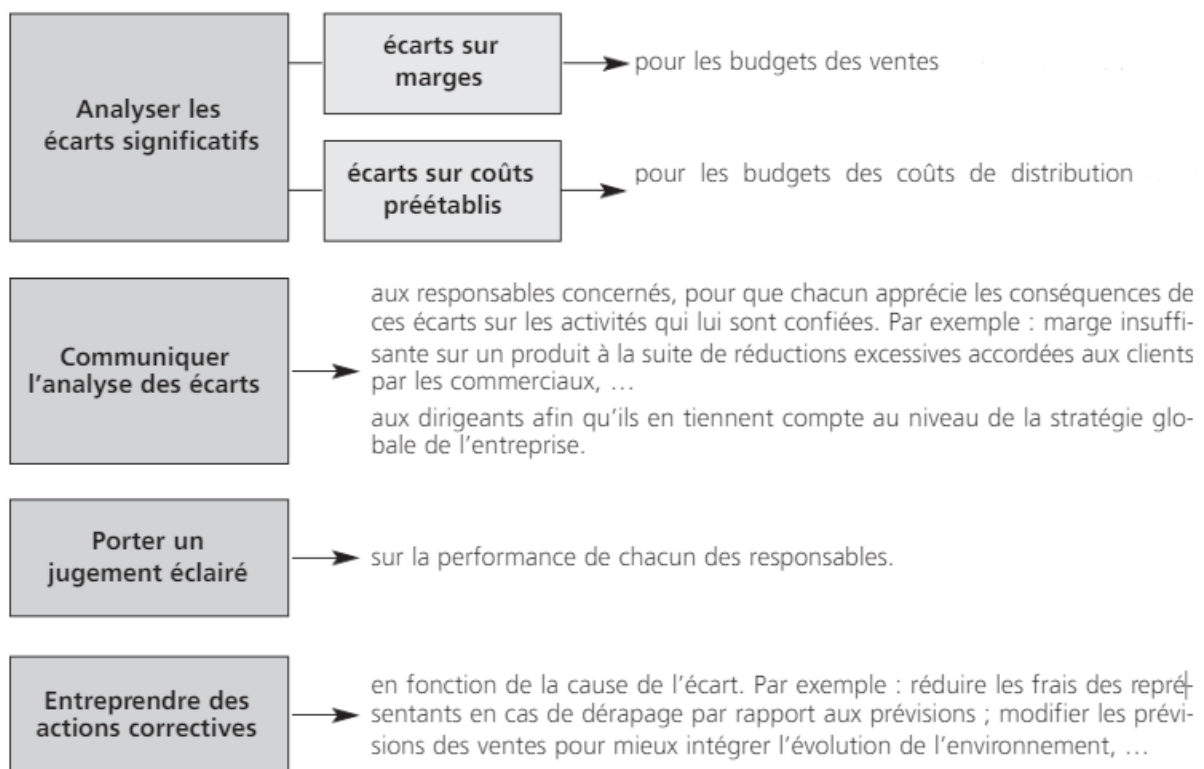 écarts sur
marges
pour les budgets des ventes
Analyser les
écarts significatifs
écarts sur coûts
préétablis
pour les budgets des coûts de distribution
Communiquer
l’analyse des écarts
aux responsables concernés, pour que chacun apprécie les conséquences de
ces écarts sur les activités qui lui sont confiées. Par exemple : marge insuffi-
sante sur un produit à la suite de réductions excessives accordées aux clients
par les commerciaux, …
aux dirigeants afin qu’ils en tiennent compte au niveau de la stratégie glo-
bale de l’entreprise.
Porter un
jugement éclairé
sur la performance de chacun des responsables.
Entreprendre des
actions correctives
en fonction de la cause de l’écart. Par exemple : réduire les frais des repré-
sentants en cas de dérapage par rapport aux prévisions ; modifier les prévi-
sions des ventes pour mieux intégrer l’évolution de l’environnement, …